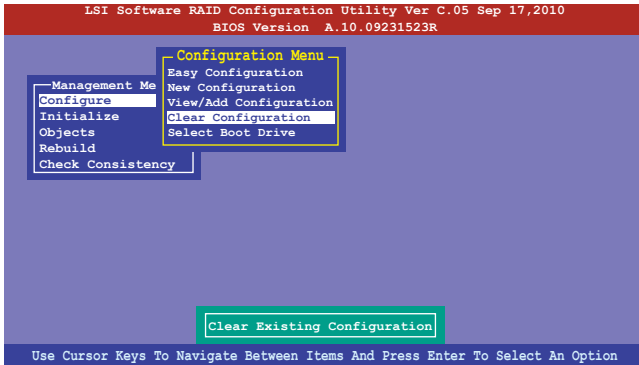 LSI Software RAID Configuration Utility Ver C.05 Sep 17,2010
BIOS Version A.10.09231523R
Configuration Menu
Easy Configuration
New Configuration
View/Add Configuration
Clear Configuration
Select Boot Drive
Management Me
Configure
Initialize
Objects
Rebuild
Check Consistency
Clear Existing Configuration
Use Cursor Keys To Navigate Between Items And Press Enter To Select An Option